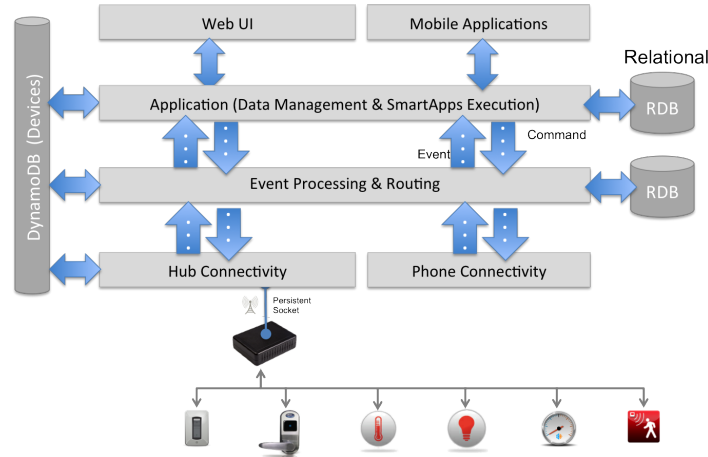 Web UI
Mobile Applications
Relational
DynamoDB (Devices)
Application (Data Management & SmartApps Execution)
RDB
Event
Command
Event Processing & Routing
RDB
Hub Connectivity
Phone Connectivity
Persistent
Socket